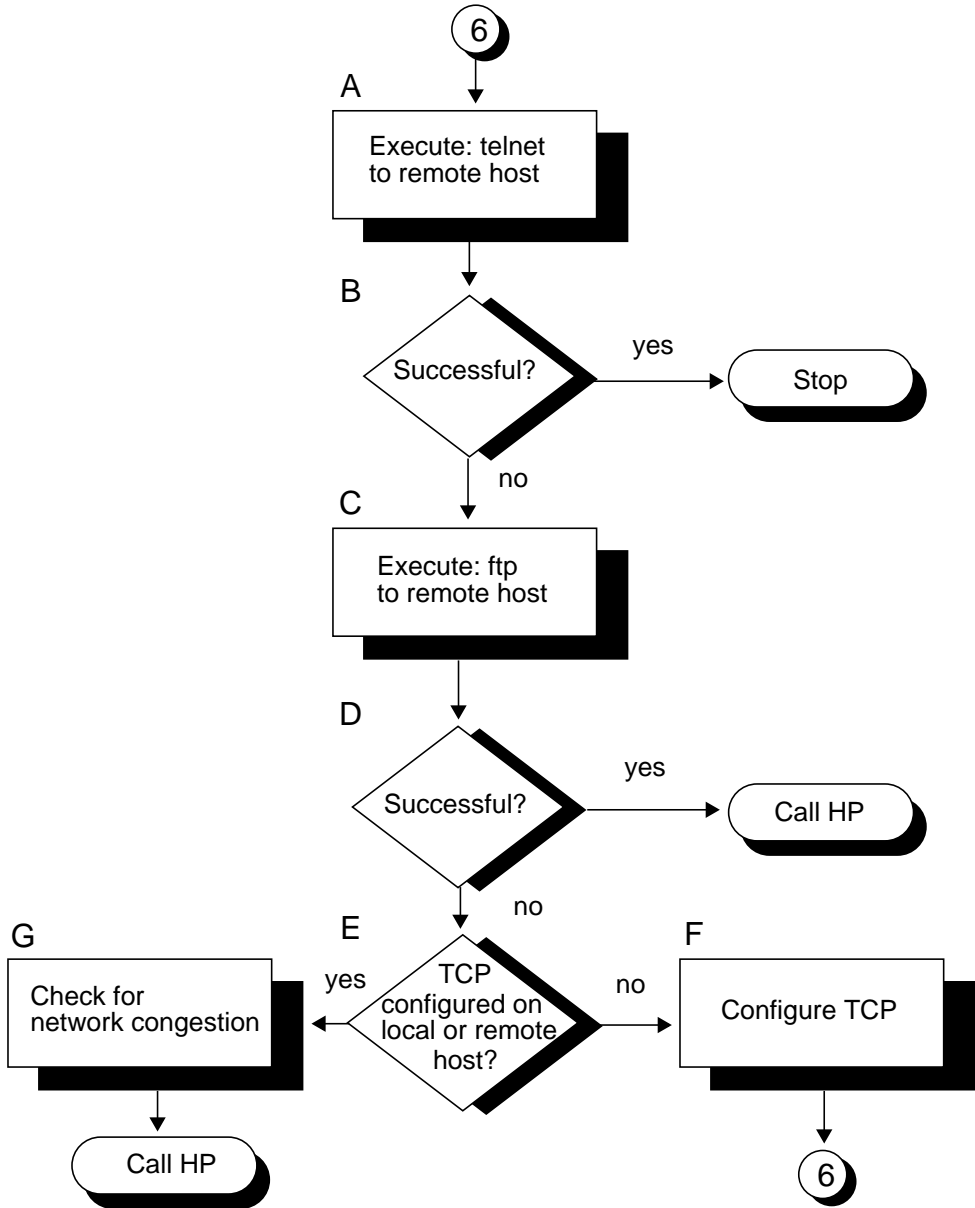 6
A
Execute: telnet
to remote host
B
Successful?
yes
Stop
no
C
Execute: ftp
to remote host
D
Successful?
yes
Call HP
no
G
E
F
Check for
network congestion
yes
TCP
configured on
local or remote
host?
no
Configure TCP
Call HP
6